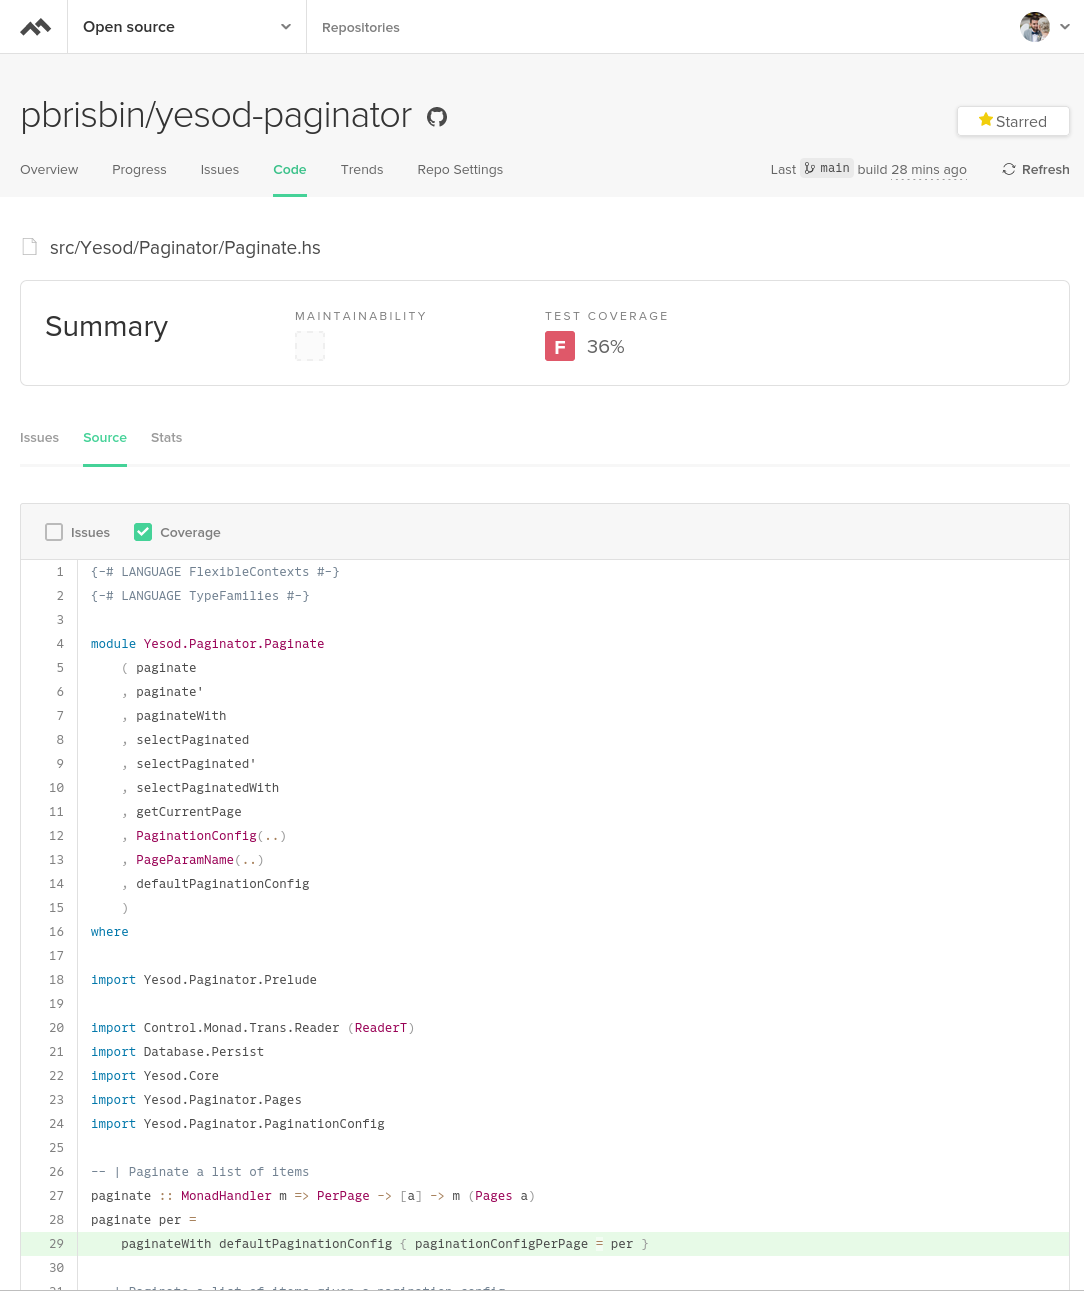 Open source
Repositories
pbrisbin/yesod-paginator
Starred
Overview Progress Issues Code Trends Repo Settings
Last main build 28 mins ago Refresh
src/Yesod/Paginator/Paginate.hs
Summary
MAINTAINABILITY
TEST COVERAGE
F 36%
Issues Source Stats
Issues Coverage
1 {-# LANGUAGE FlexibleContexts #-}
2 {-# LANGUAGE TypeFamilies #-}
3
4 module Yesod.Paginator.Paginate
5     ( paginate
6     , paginate'
7     , paginateWith
8     , selectPaginated
9     , selectPaginated'
10     , selectPaginatedWith
11     , getCurrentPage
12     , PaginationConfig(..)
13     , PageParamName(..)
14     , defaultPaginationConfig
15     )
16 where
17
18 import Yesod.Paginator.Prelude
19
20 import Control.Monad.Trans.Reader (ReaderT)
21 import Database.Persist
22 import Yesod.Core
23 import Yesod.Paginator.Pages
24 import Yesod.Paginator.PaginationConfig
25
26 -- | Paginate a list of items
27 paginate :: MonadHandler m => PerPage -> [a] -> m (Pages a)
28 paginate per =
29     paginateWith defaultPaginationConfig { paginationConfigPerPage = per }
30